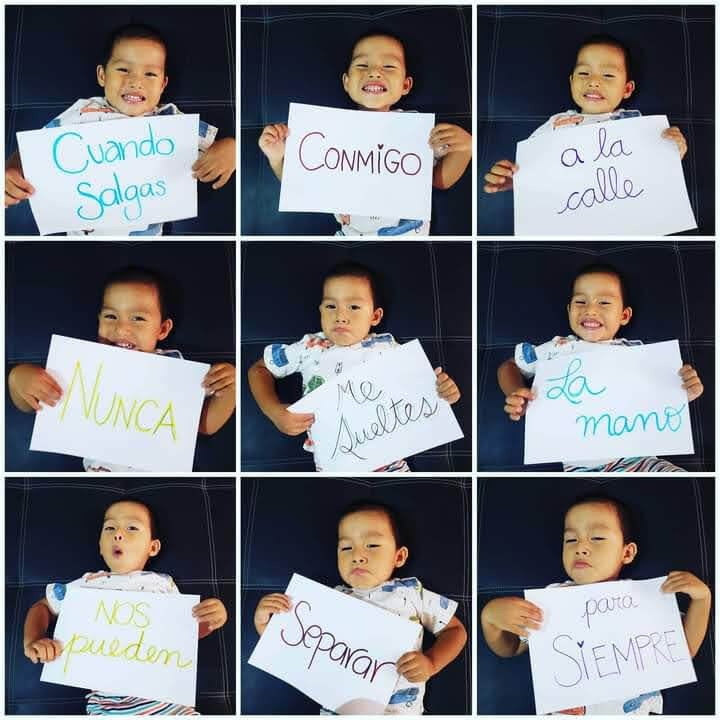 Cuando
Salgas
CONMiGO
a la
calle
NUNCA
Me
Sueltes
La
mano
NOS
pueden
Separar
para
SiEMPRE